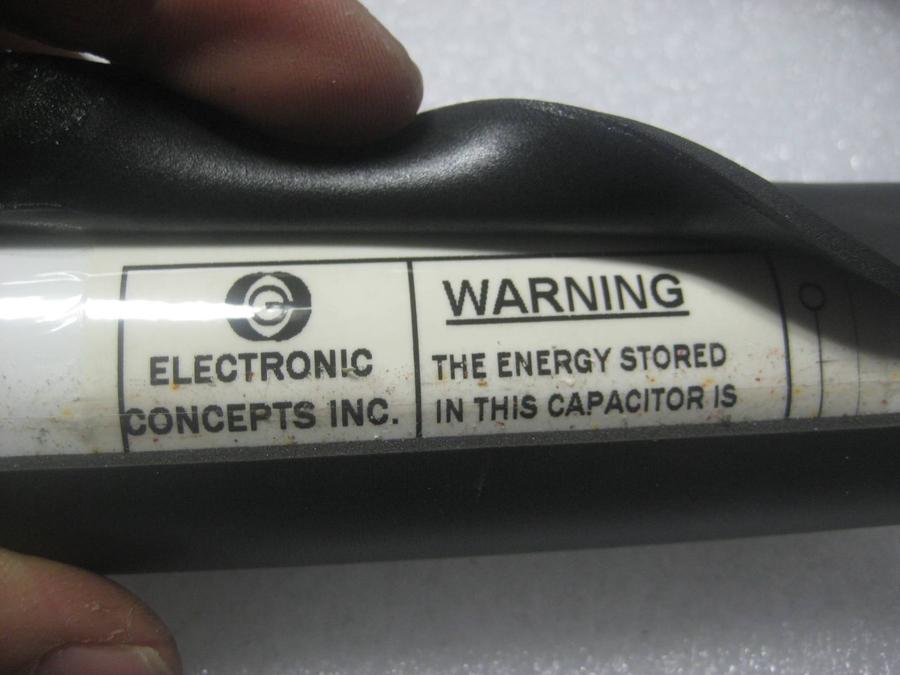 ELECTRONIC
CONCEPTS INC.
WARNING
THE ENERGY STORED
IN THIS CAPACITOR IS